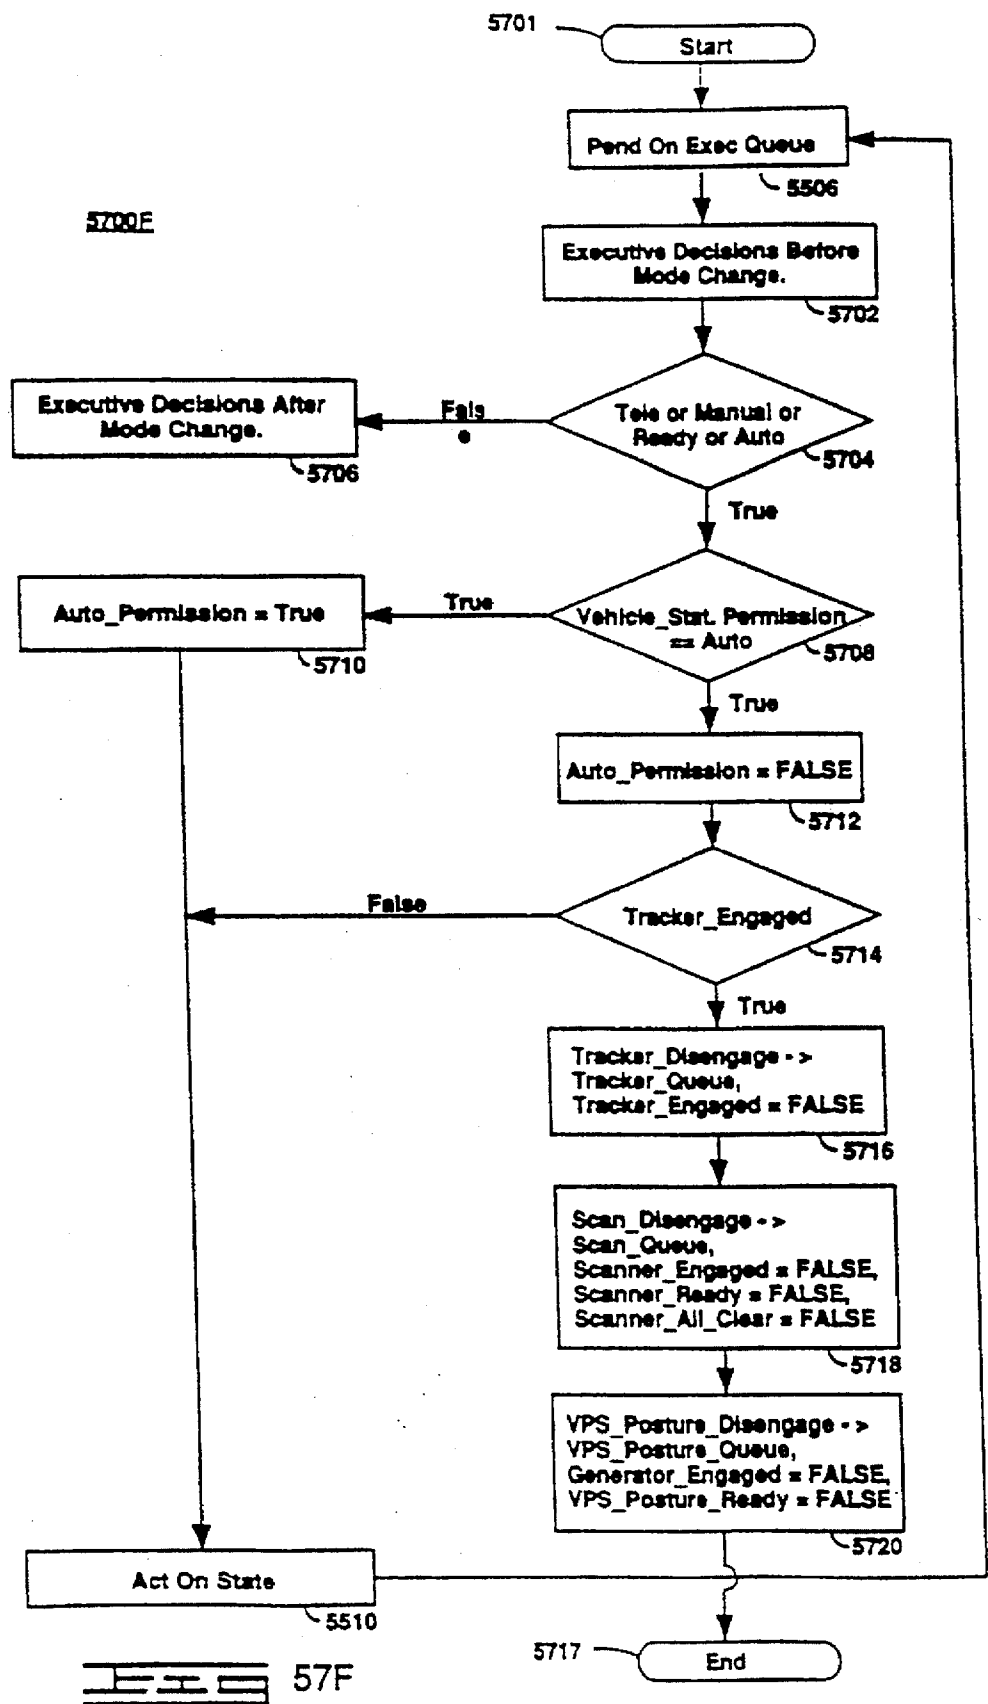 5701
Start
Pend On Exec Queue
5506
5700F
Executive Decisions Before
Mode Change.
5702
Executive Decisions After
Mode Change.
5706
Fals
e
Tele or Manual or
Ready or Auto
5704
True
Auto_Permission = True
5710
True
Vehicle_Stat. Permission
== Auto
5708
True
Auto_Permission = FALSE
5712
False
Tracker_Engaged
5714
True
Tracker_Disengage - >
Tracker_Queue,
Tracker_Engaged = FALSE
5716
Scan_Disengage - >
Scan_Queue,
Scanner_Engaged = FALSE,
Scanner_Ready = FALSE,
Scanner_All_Clear = FALSE
5718
VPS_Posture_Disengage - >
VPS_Posture_Queue,
Generator_Engaged = FALSE,
VPS_Posture_Ready = FALSE
5720
Act On State
5510
5717
End
FIG 57F